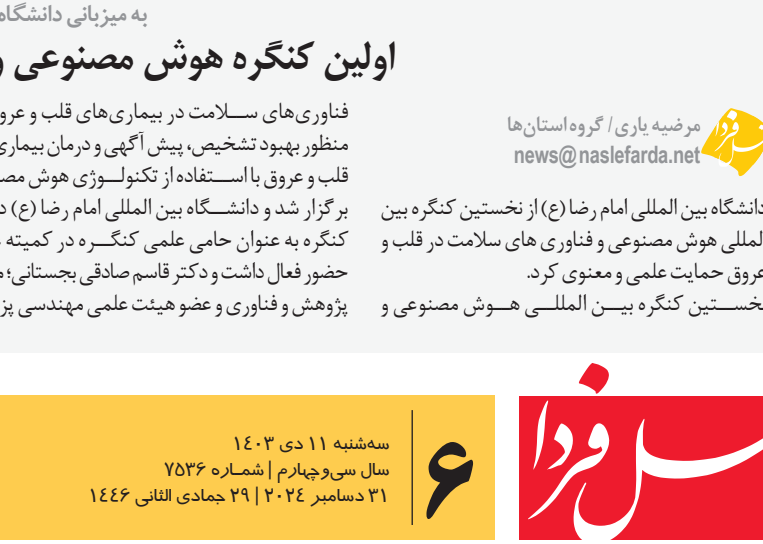 به میزبانی دانشگاه
اولین کنگره هوش مصنوعی و
مرضیه یاری/ گروه استان‌ها
news@naslefarda.net
دانشگاه بین المللی امام رضا (ع) از نخستین کنگره بین
المللی هوش مصنوعی و فناوری های سلامت در قلب و
عروق حمایت علمی و معنوی کرد.
نخستین کنگره بین المللی هوش مصنوعی و
فناوری‌های سلامت در بیماری‌های قلب و عرو
منظور بهبود تشخیص، پیش آگهی و درمان بیماری
قلب و عروق با استفاده از تکنولوژی هوش مصن
برگزار شد و دانشگاه بین المللی امام رضا (ع) د
کنگره به عنوان حامی علمی کنگره در کمیته
حضور فعال داشت و دکتر قاسم صادقی بجستانی؛ م
پژوهش و فناوری و عضو هیئت علمی مهندسی پز
نسل فردا
۶
سه‌شنبه ۱۱ دی ۱۴۰۳
سال سی‌وچهارم | شماره ۷۵۳۶
۳۱ دسامبر ۲۰۲۴ | ۲۹ جمادی الثانی ۱۴۴۶